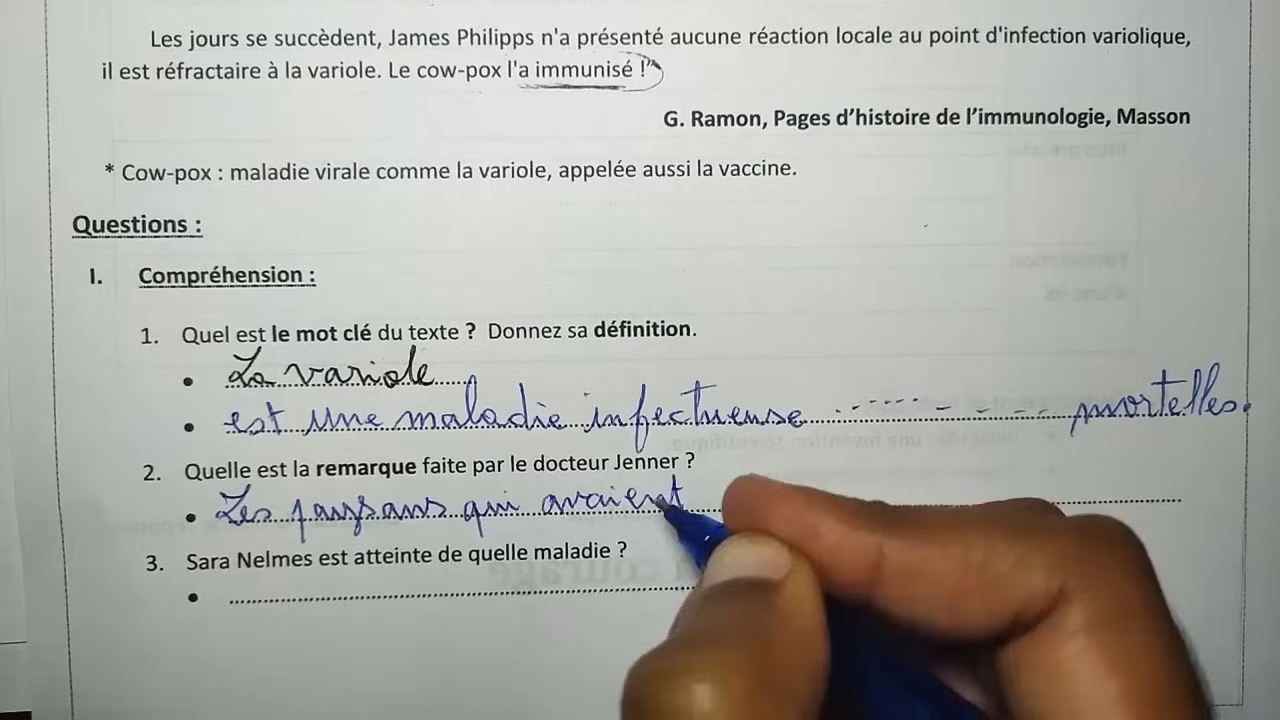 Les jours se succèdent, James Philipps n'a présenté aucune réaction locale au point d'infection variolique,
il est réfractaire à la variole. Le cow-pox l'a immunisé !"
G. Ramon, Pages d'histoire de l'immunologie, Masson
* Cow-pox : maladie virale comme la variole, appelée aussi la vaccine.
Questions :
I. Compréhension :
1. Quel est le mot clé du texte ? Donnez sa définition.
• La variole
• est une maladie infectueuse ... mortelles.
2. Quelle est la remarque faite par le docteur Jenner ?
• Les paysans qui avaient
3. Sara Nelmes est atteinte de quelle maladie ?